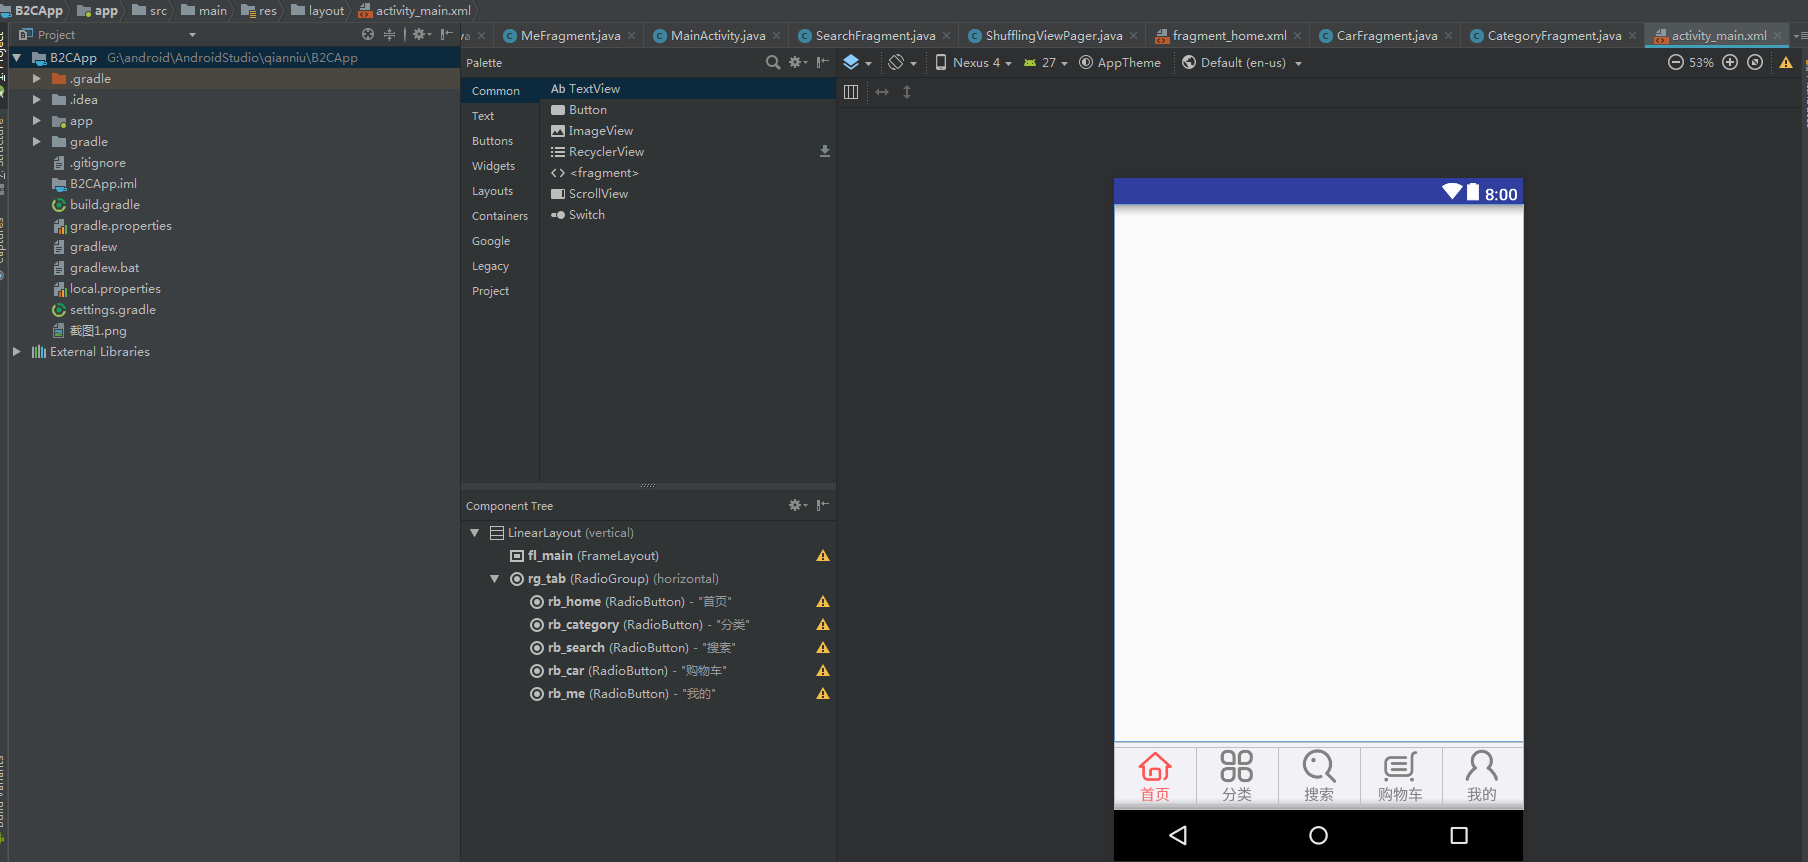 B2CApp app src main res layout activity_main.xml
Project
va MeFragment.java MainActivity.java SearchFragment.java ShufflingViewPager.java fragment_home.xml CarFragment.java CategoryFragment.java activity_main.xml
B2CApp G:\android\AndroidStudio\qianniu\B2CApp
.gradle
.idea
app
gradle
.gitignore
B2CApp.iml
build.gradle
gradle.properties
gradlew
gradlew.bat
local.properties
settings.gradle
截图1.png
External Libraries
Palette
Common
Text
Buttons
Widgets
Layouts
Containers
Google
Legacy
Project
Ab TextView
Button
ImageView
RecyclerView
<fragment>
ScrollView
Switch
Component Tree
LinearLayout (vertical)
fl_main (FrameLayout)
rg_tab (RadioGroup) (horizontal)
rb_home (RadioButton) - "首页"
rb_category (RadioButton) - "分类"
rb_search (RadioButton) - "搜索"
rb_car (RadioButton) - "购物车"
rb_me (RadioButton) - "我的"
Nexus 4 27 AppTheme Default (en-us) 53%
8:00
首页 分类 搜索 购物车 我的